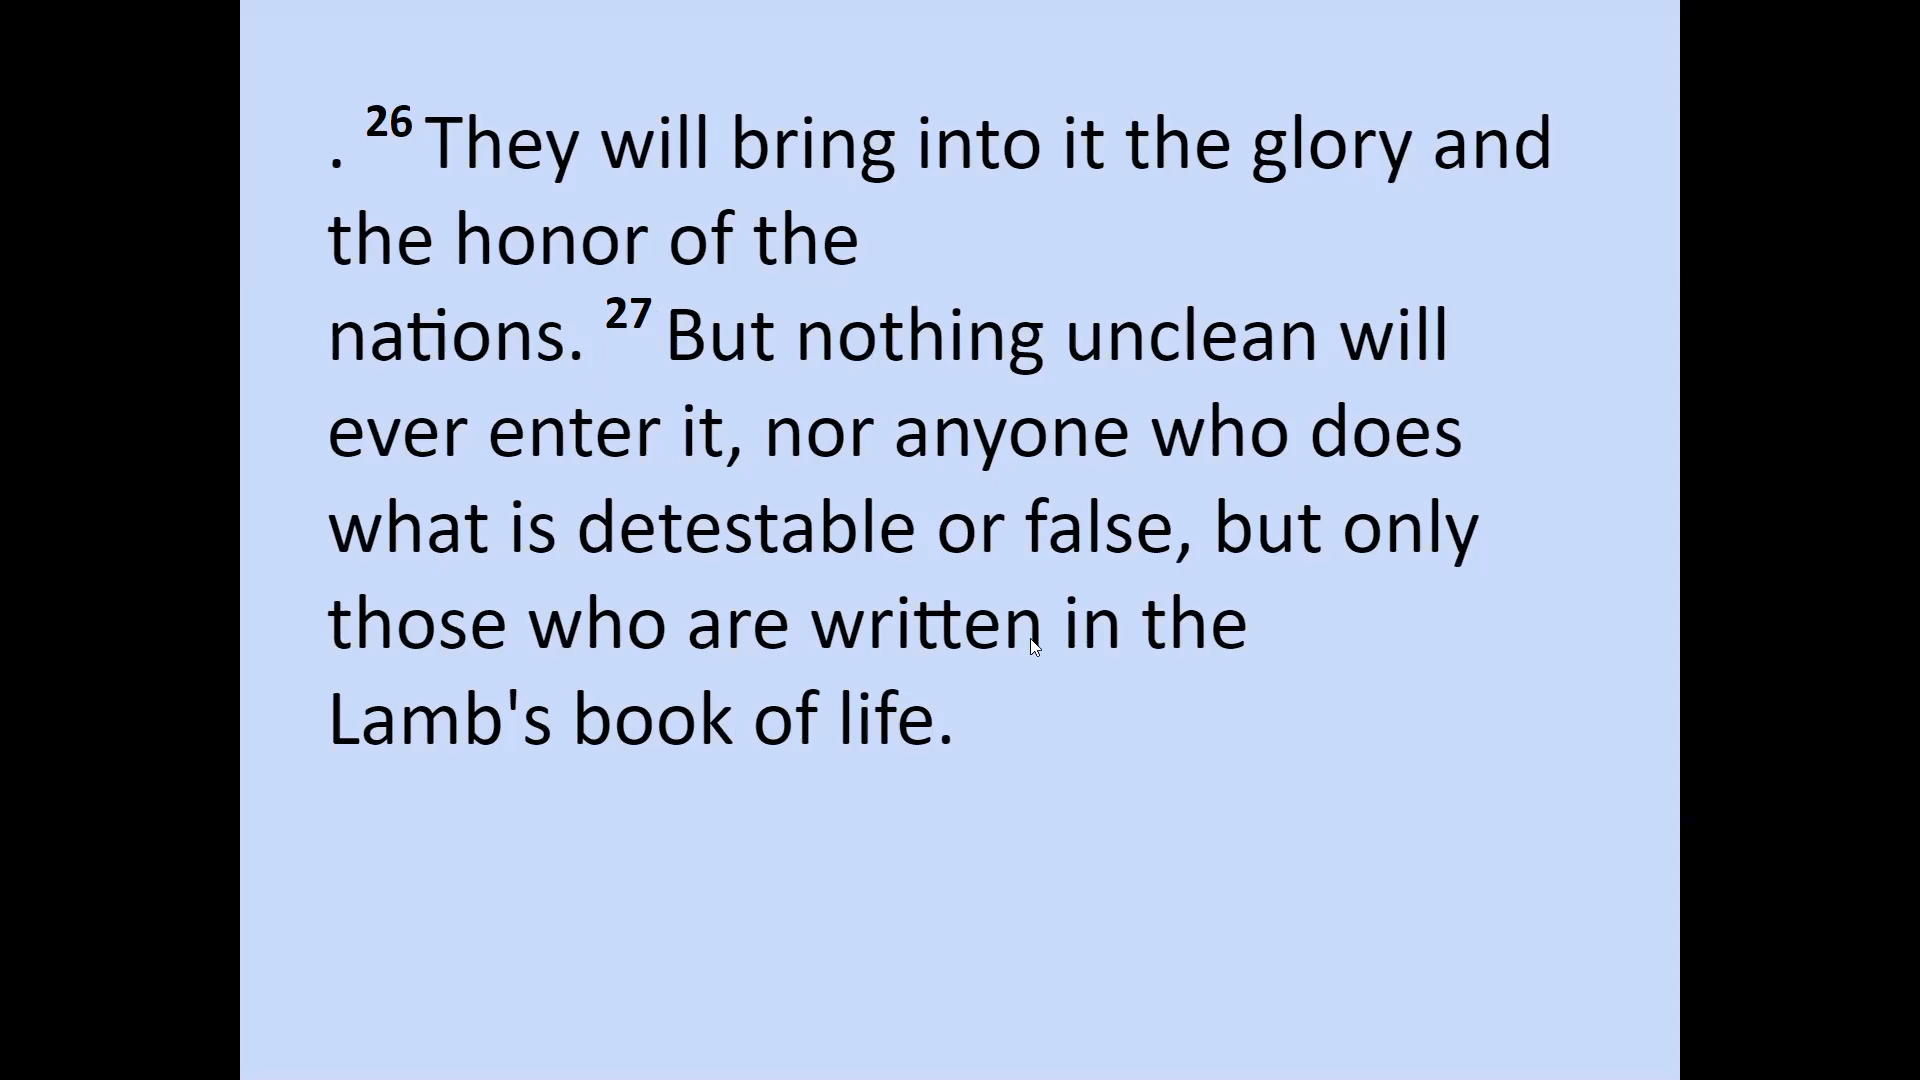 . 26 They will bring into it the glory and
the honor of the
nations. 27 But nothing unclean will
ever enter it, nor anyone who does
what is detestable or false, but only
those who are written in the
Lamb's book of life.